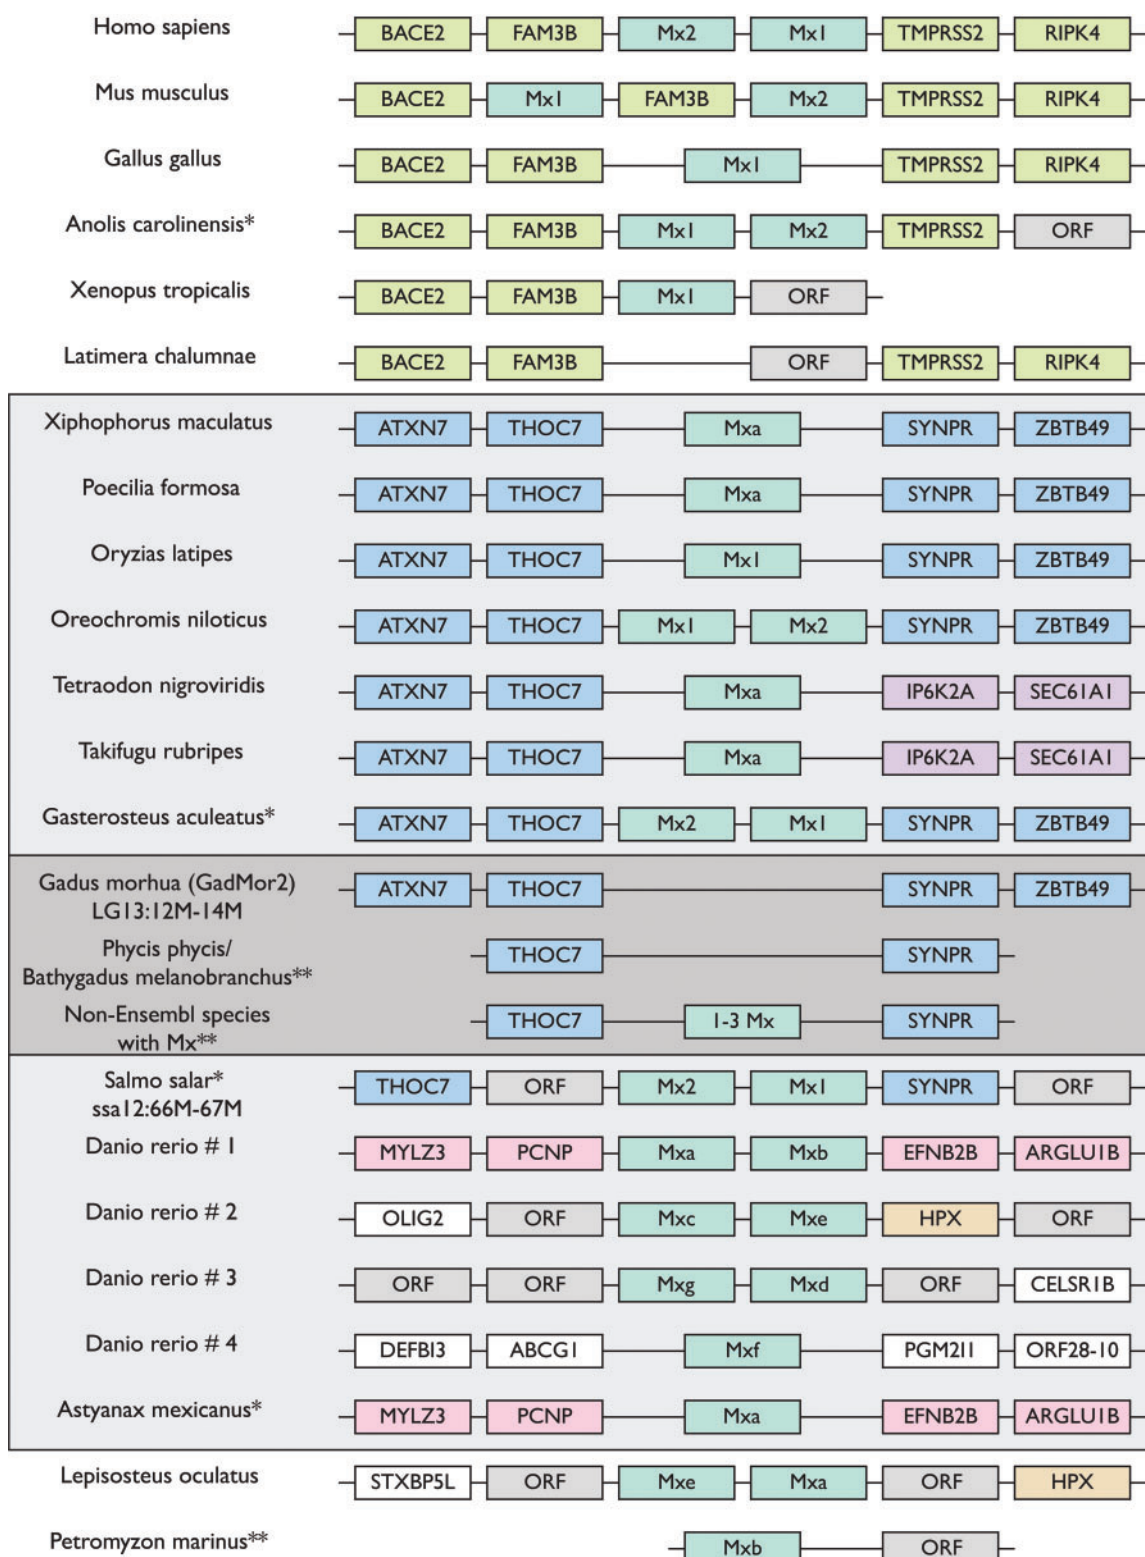 Homo sapiens BACE2 FAM3B Mx2 Mx1 TMPRSS2 RIPK4
Mus musculus BACE2 Mx1 FAM3B Mx2 TMPRSS2 RIPK4
Gallus gallus BACE2 FAM3B Mx1 TMPRSS2 RIPK4
Anolis carolinensis* BACE2 FAM3B Mx1 Mx2 TMPRSS2 ORF
Xenopus tropicalis BACE2 FAM3B Mx1 ORF
Latimera chalumnae BACE2 FAM3B ORF TMPRSS2 RIPK4
Xiphophorus maculatus ATXN7 THOC7 Mxa SYNPR ZBTB49
Poecilia formosa ATXN7 THOC7 Mxa SYNPR ZBTB49
Oryzias latipes ATXN7 THOC7 Mx1 SYNPR ZBTB49
Oreochromis niloticus ATXN7 THOC7 Mx1 Mx2 SYNPR ZBTB49
Tetraodon nigroviridis ATXN7 THOC7 Mxa IP6K2A SEC61A1
Takifugu rubripes ATXN7 THOC7 Mxa IP6K2A SEC61A1
Gasterosteus aculeatus* ATXN7 THOC7 Mx2 Mx1 SYNPR ZBTB49
Gadus morhua (GadMor2) ATXN7 THOC7 SYNPR ZBTB49
LG13:12M-14M
Phycis phycis/ THOC7 SYNPR
Bathygadus melanobranchus**
Non-Ensembl species THOC7 1-3 Mx SYNPR
with Mx**
Salmo salar* THOC7 ORF Mx2 Mx1 SYNPR ORF
ssa12:66M-67M
Danio rerio # 1 MYLZ3 PCNP Mxa Mxb EFNB2B ARGLU1B
Danio rerio # 2 OLIG2 ORF Mxc Mxe HPX ORF
Danio rerio # 3 ORF ORF Mxg Mxd ORF CELSR1B
Danio rerio # 4 DEFB13 ABCG1 Mxf PGM211 ORF28-10
Astyanax mexicanus* MYLZ3 PCNP Mxa EFNB2B ARGLU1B
Lepisosteus oculatus STXBP5L ORF Mxe Mxa ORF HPX
Petromyzon marinus** Mxb ORF